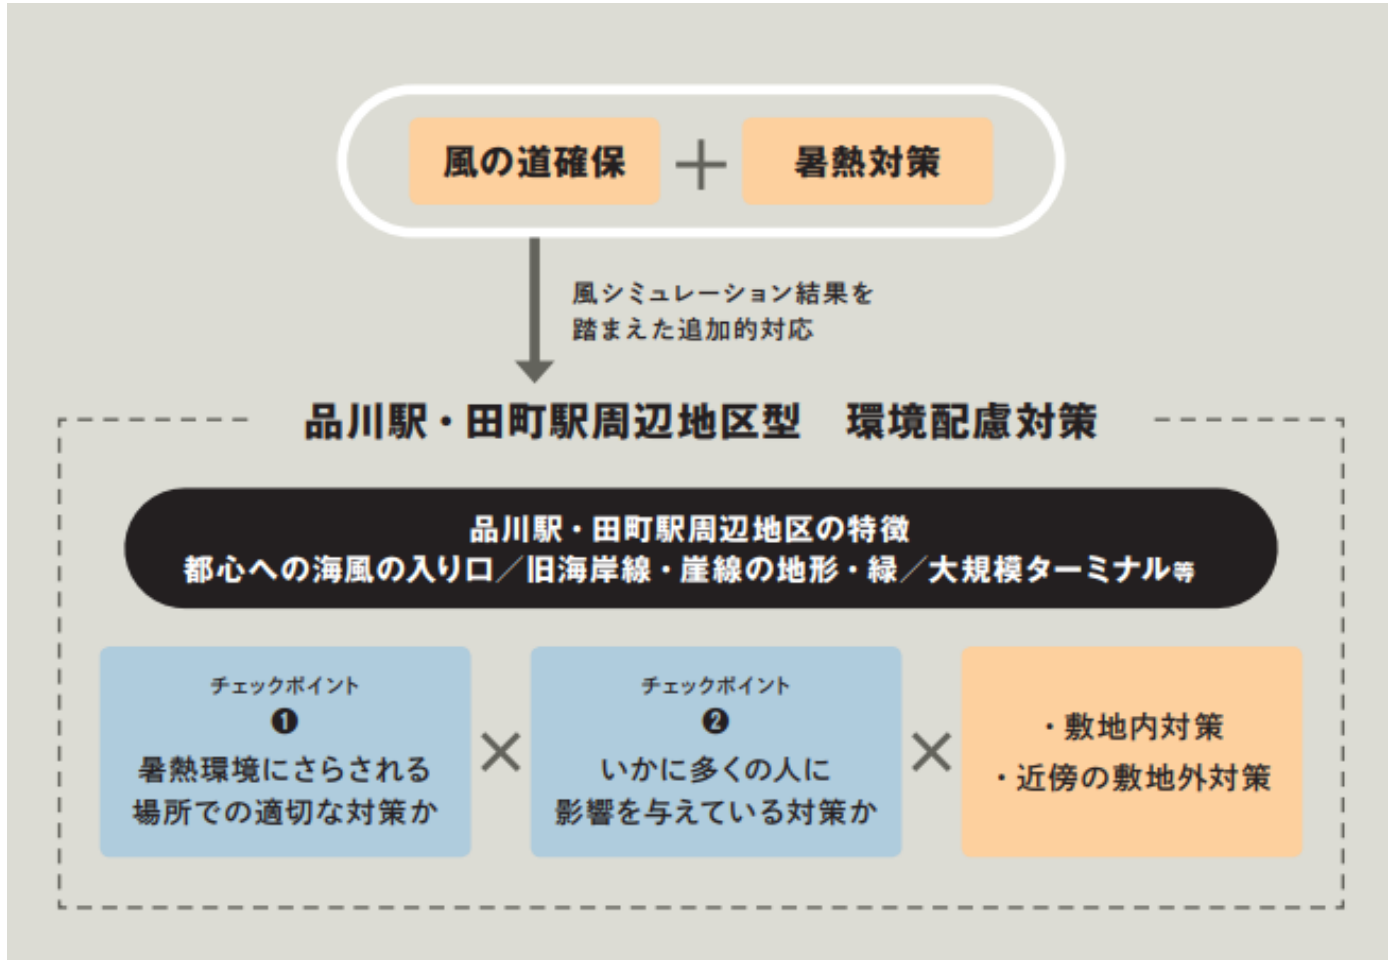 風の道確保
+
暑熱対策
風シミュレーション結果を
踏まえた追加的対応
品川駅・田町駅周辺地区型　環境配慮対策
品川駅・田町駅周辺地区の特徴
都心への海風の入り口／旧海岸線・崖線の地形・緑／大規模ターミナル等
チェックポイント
❶
暑熱環境にさらされる
場所での適切な対策か
×
チェックポイント
❷
いかに多くの人に
影響を与えている対策か
×
・敷地内対策
・近傍の敷地外対策